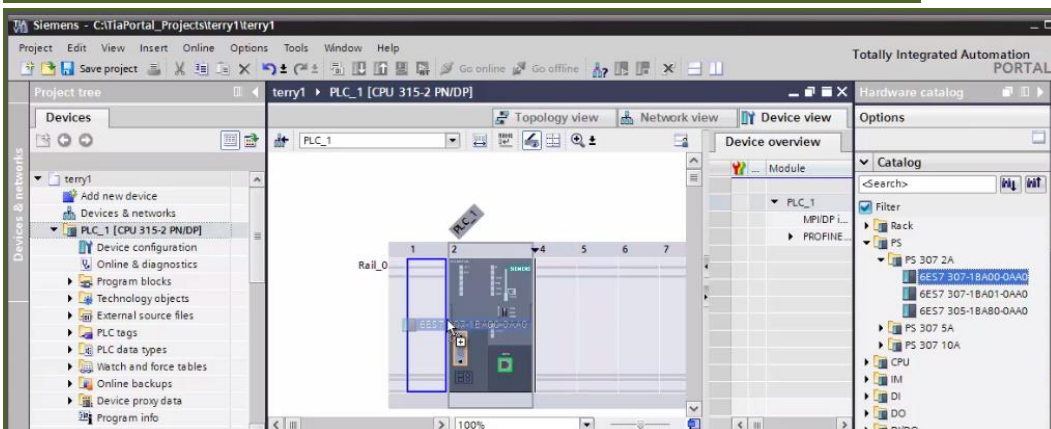 Siemens - C:\TiaPortal_Projects\terry1\terry1
Project Edit View Insert Online Options Tools Window Help
Totally Integrated Automation
PORTAL
Save project Go online Go offline
Project tree
terry1 ▸ PLC_1 [CPU 315-2 PN/DP]
Hardware catalog
Devices
Topology view Network view Device view
Options
PLC_1
Device overview
Devices & networks
Catalog
... Module
<Search>
terry1
Add new device
Devices & networks
PLC_1 [CPU 315-2 PN/DP]
Device configuration
Online & diagnostics
Program blocks
Technology objects
External source files
PLC tags
PLC data types
Watch and force tables
Online backups
Device proxy data
Program info
PLC_1
1 2 4 5 6 7
Rail_0
SIEMENS
100%
PLC_1
MPI/DP i...
PROFINE...
Filter
Rack
PS
PS 307 2A
6ES7 307-1BA00-0AA0
6ES7 307-1BA01-0AA0
6ES7 305-1BA80-0AA0
PS 307 5A
PS 307 10A
CPU
IM
DI
DO
DI/DO